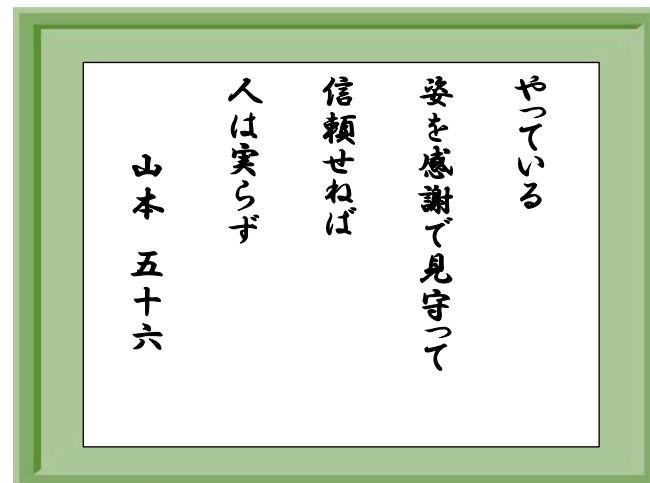 やっている
姿を感謝で見守って
信頼せねば
人は実らず
山本 五十六